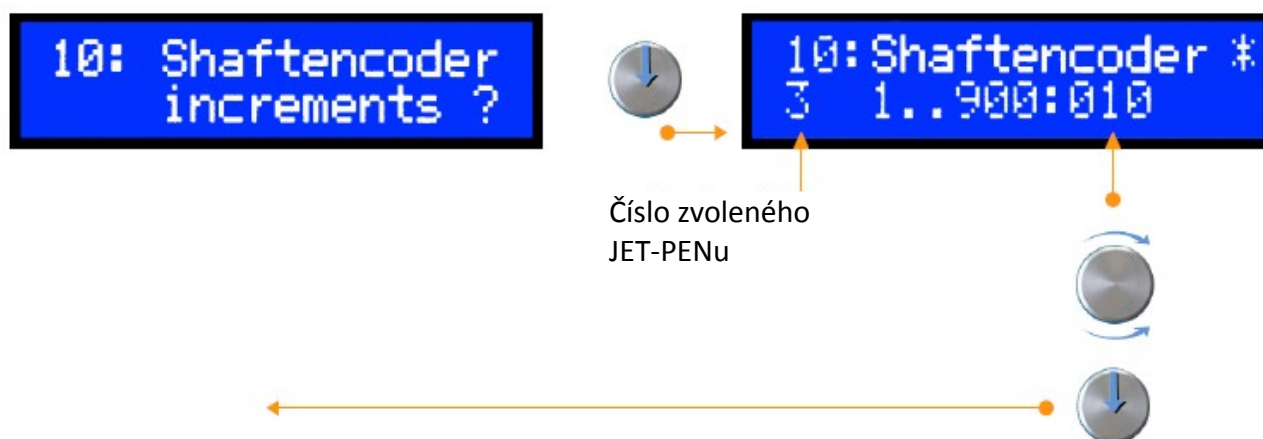 10: Shaftencoder
increments ?
10:Shaftencoder *
3 1..900:010
Číslo zvoleného
JET-PENu